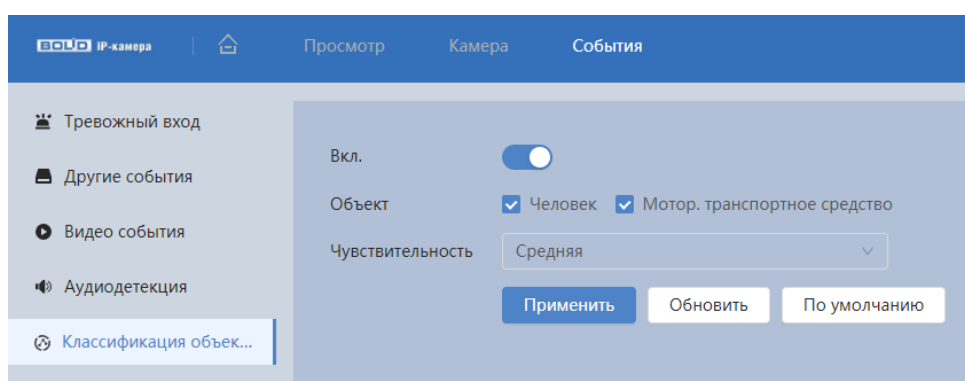 BOLID IP-камера Просмотр Камера События
Тревожный вход
Другие события
Видео события
Аудиодетекция
Классификация объек...
Вкл.
Объект Человек Мотор. транспортное средство
Чувствительность Средняя
Применить Обновить По умолчанию